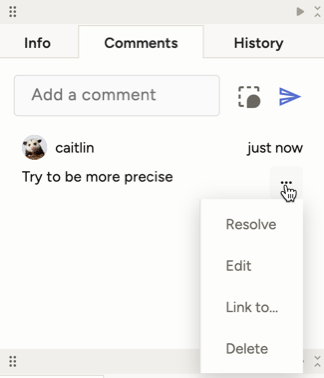 Info Comments History
Add a comment
caitlin just now
Try to be more precise
...
Resolve
Edit
Link to...
Delete